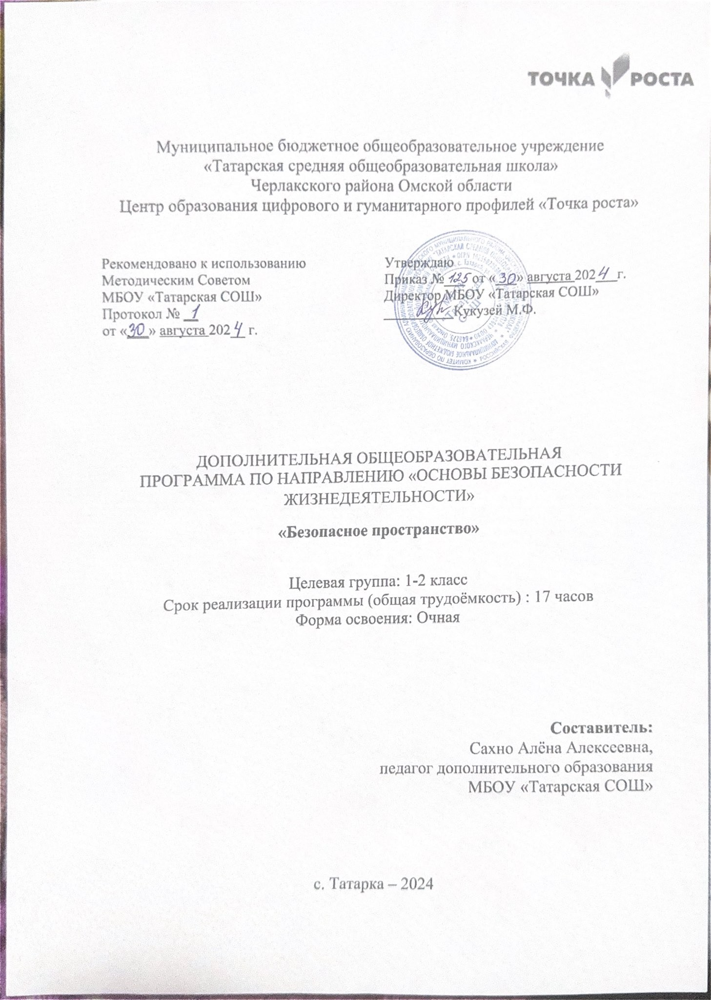 ТОЧКА РОСТА
Муниципальное бюджетное общеобразовательное учреждение
«Татарская средняя общеобразовательная школа»
Черлакского района Омской области
Центр образования цифрового и гуманитарного профилей «Точка роста»
Рекомендовано к использованию
Методическим Советом
МБОУ «Татарская СОШ»
Протокол № 1
от «30» августа 2024 г.
Утверждаю
Приказ № 125 от «30» августа 2024 г.
Директор МБОУ «Татарская СОШ»
Кукузей М.Ф.
ДОПОЛНИТЕЛЬНАЯ ОБЩЕОБРАЗОВАТЕЛЬНАЯ
ПРОГРАММА ПО НАПРАВЛЕНИЮ «ОСНОВЫ БЕЗОПАСНОСТИ
ЖИЗНЕДЕЯТЕЛЬНОСТИ»
«Безопасное пространство»
Целевая группа: 1-2 класс
Срок реализации программы (общая трудоёмкость) : 17 часов
Форма освоения: Очная
Составитель:
Сахно Алёна Алексеевна,
педагог дополнительного образования
МБОУ «Татарская СОШ»
с. Татарка – 2024